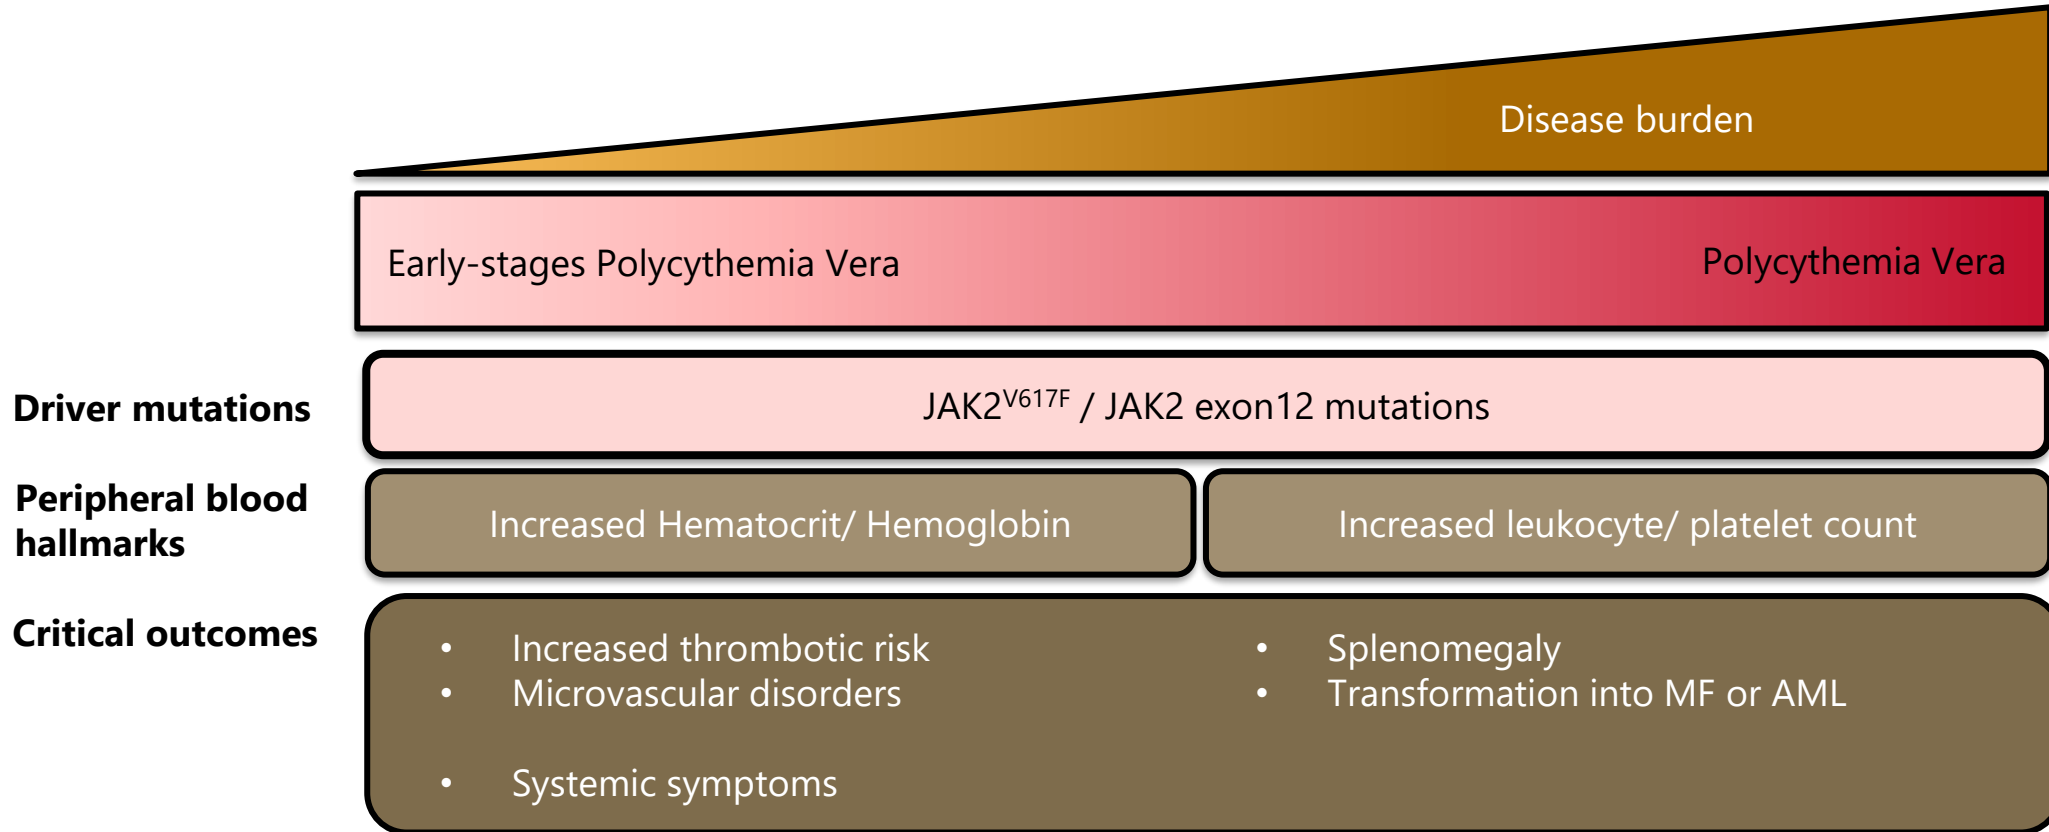 Disease burden
Early-stages Polycythemia Vera
Polycythemia Vera
Driver mutations
JAK2V617F / JAK2 exon12 mutations
Peripheral blood
hallmarks
Increased Hematocrit/ Hemoglobin
Increased leukocyte/ platelet count
Critical outcomes
• Increased thrombotic risk
• Microvascular disorders
• Systemic symptoms
• Splenomegaly
• Transformation into MF or AML